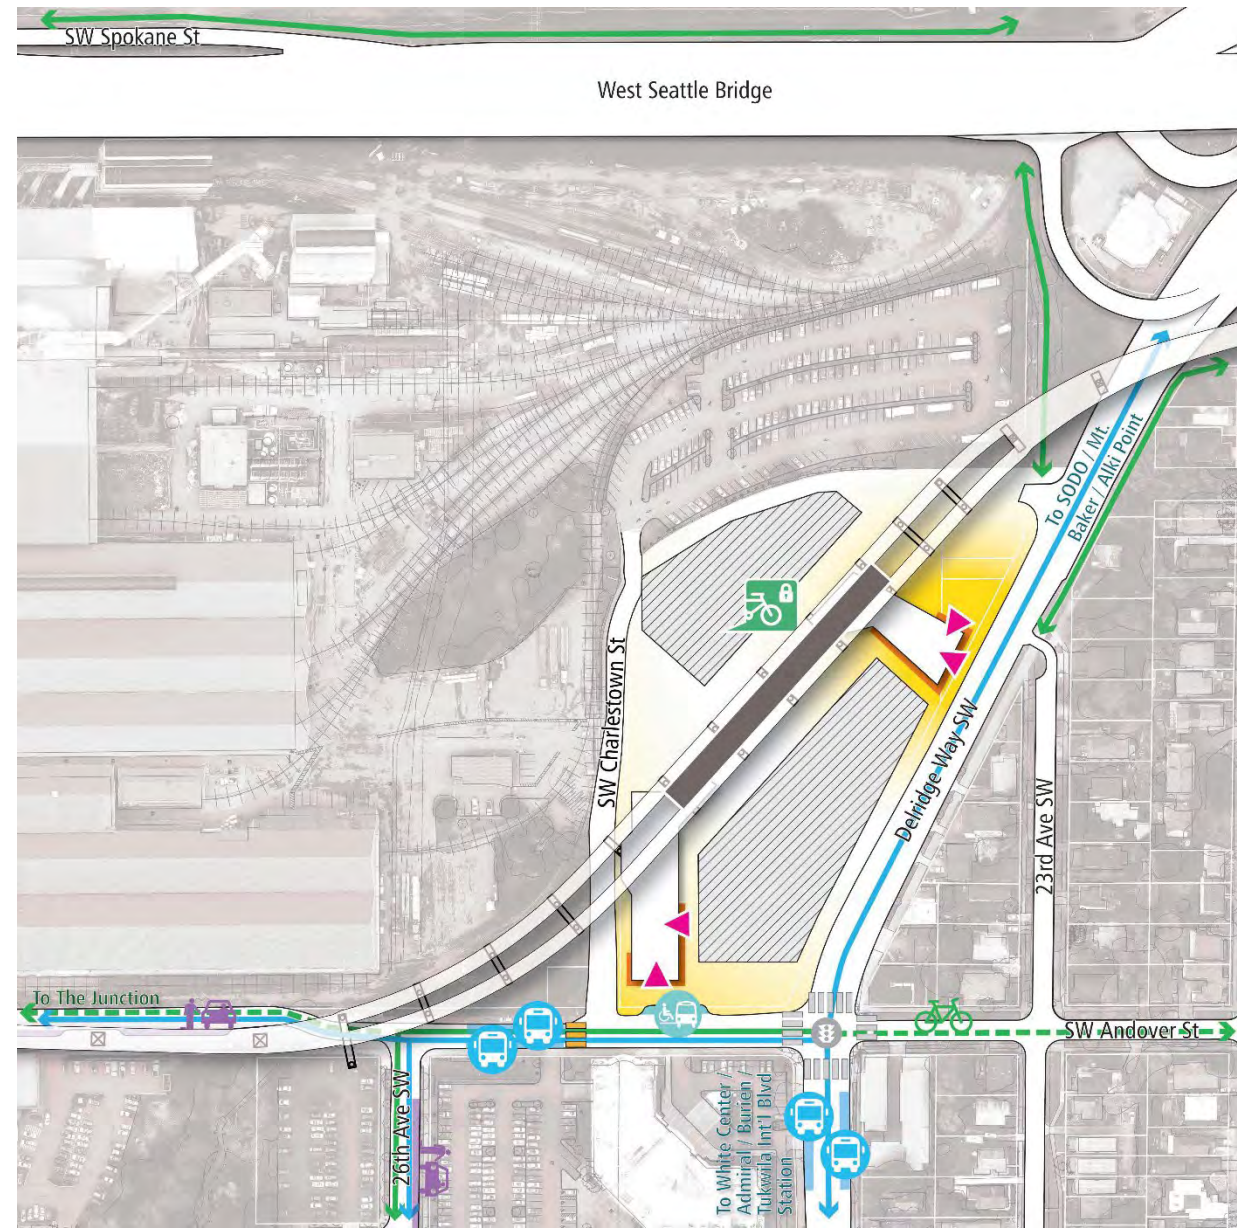 SW Spokane St
West Seattle Bridge
To SODO / Mt.
Baker / Alki Point
SW Charlestown St
Delridge Way SW
23rd Ave SW
To The Junction
SW Andover St
26th Ave SW
To White Center /
Admiral / Burien /
Tukwila Int'l Blvd
Station